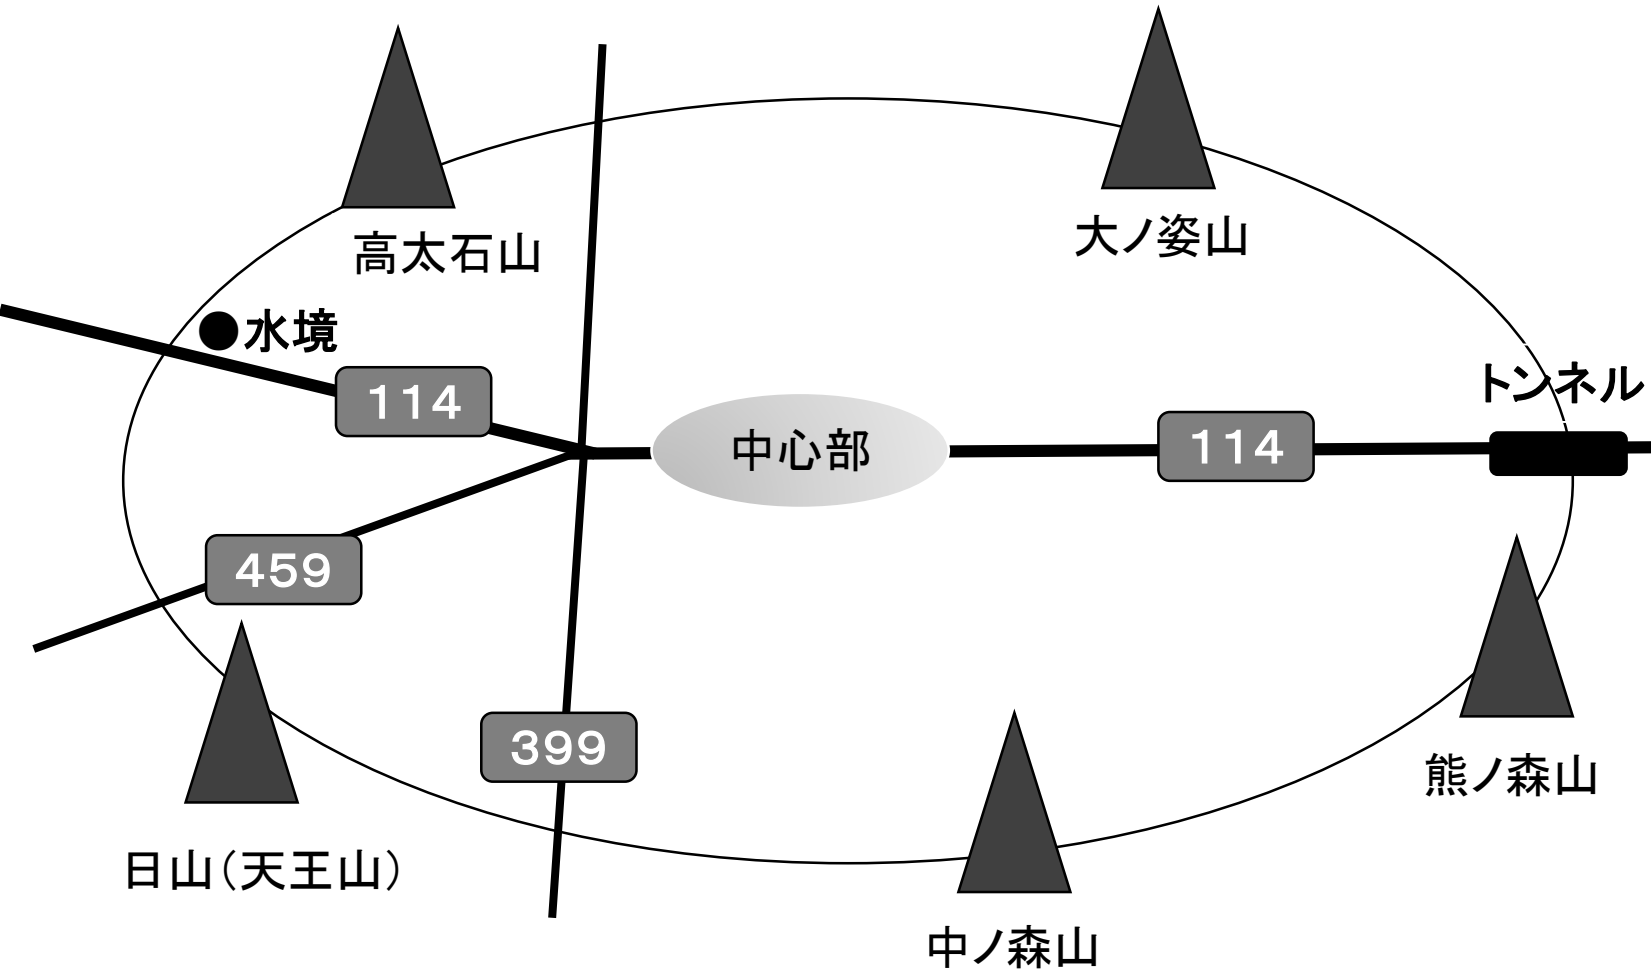 高太石山
大ノ姿山
水境
トンネル
114
中心部
114
459
399
熊ノ森山
日山(天王山)
中ノ森山